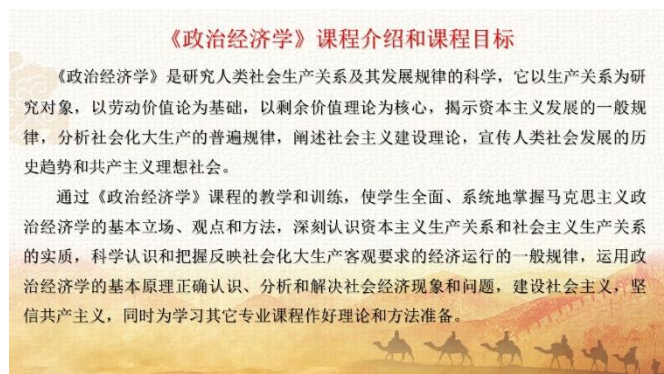 《政治经济学》课程介绍和课程目标
《政治经济学》是研究人类社会生产关系及其发展规律的科学，它以生产关系为研
究对象，以劳动价值论为基础，以剩余价值理论为核心，揭示资本主义发展的一般规
律，分析社会化大生产的普遍规律，阐述社会主义建设理论，宣传人类社会发展的历
史趋势和共产主义理想社会。
通过《政治经济学》课程的教学和训练，使学生全面、系统地掌握马克思主义政
治经济学的基本立场、观点和方法，深刻认识资本主义生产关系和社会主义生产关系
的实质，科学认识和把握反映社会化大生产客观要求的经济运行的一般规律，运用政
治经济学的基本原理正确认识、分析和解决社会经济现象和问题，建设社会主义，坚
信共产主义，同时为学习其它专业课程作好理论和方法准备。